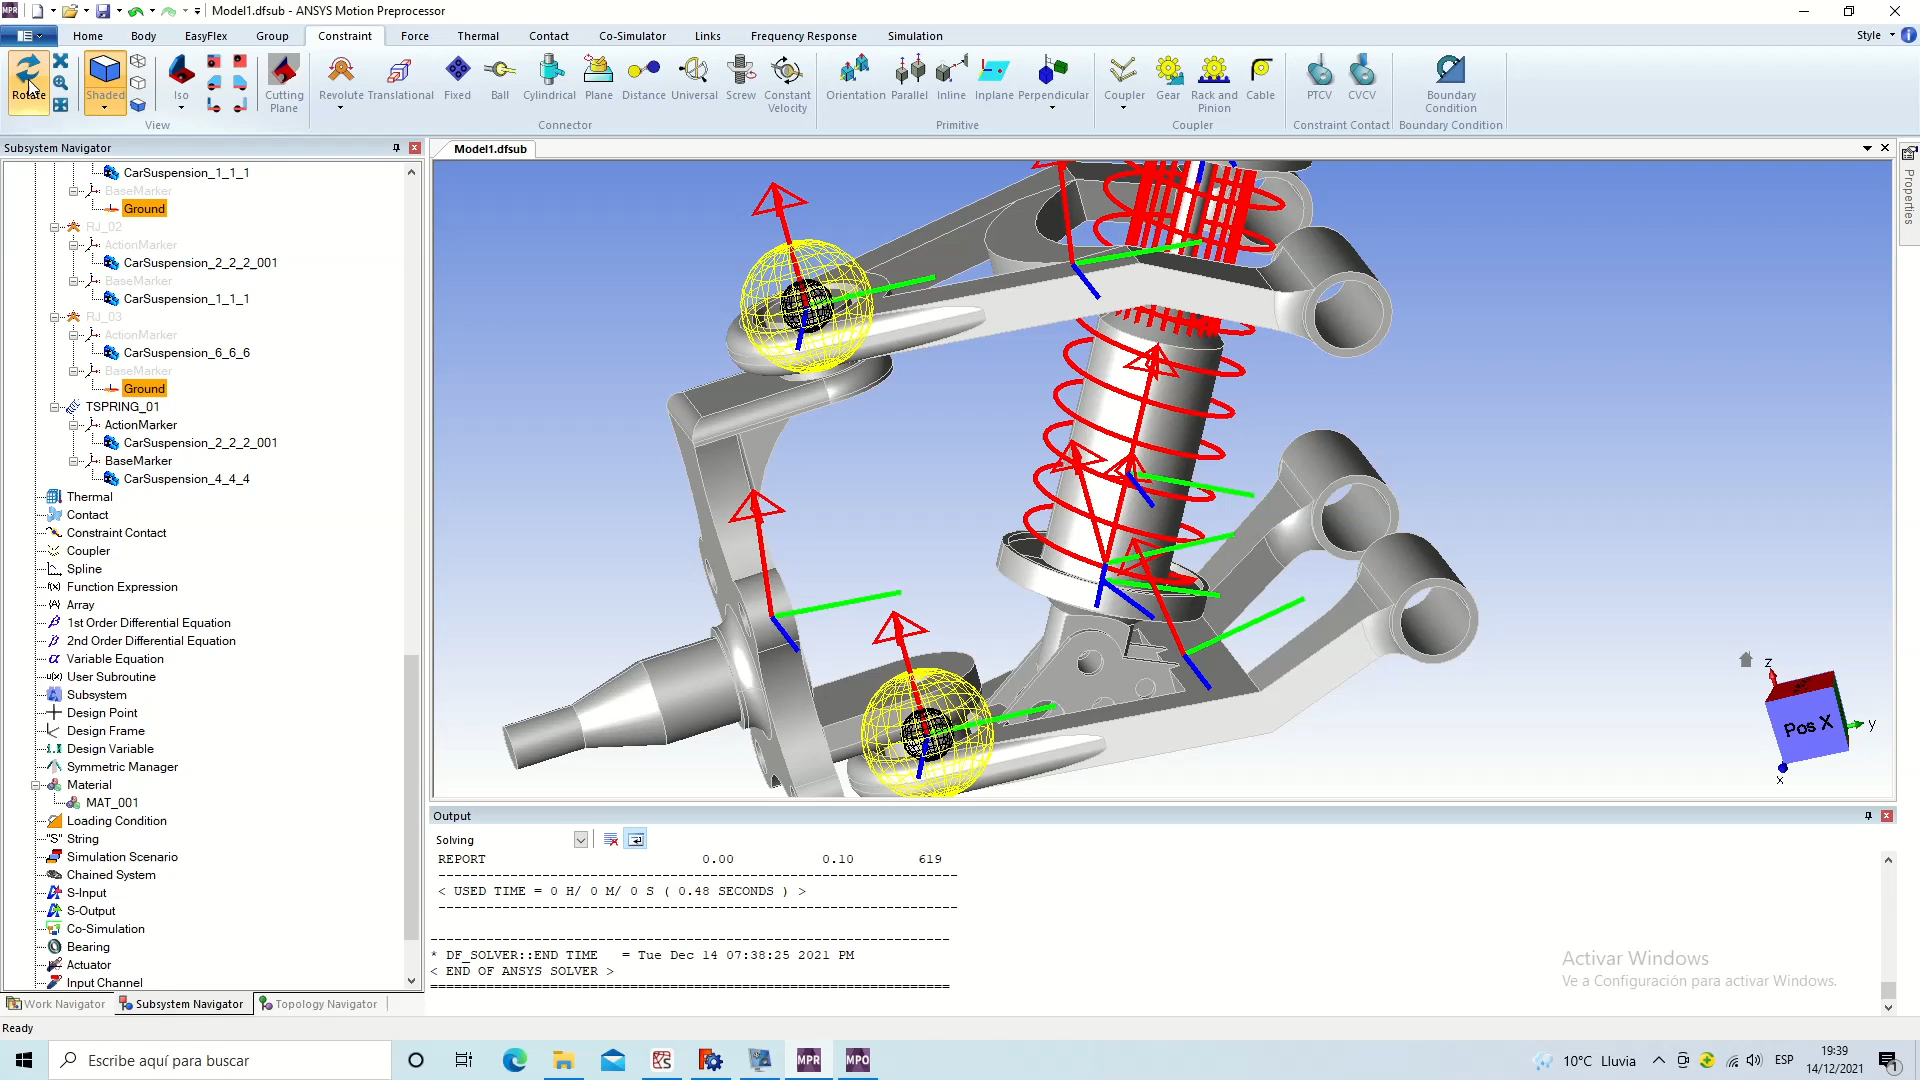 Model1.dfsub - ANSYS Motion Preprocessor
Home Body EasyFlex Group Constraint Force Thermal Contact Co-Simulator Links Frequency Response Simulation Style
Rotate Shaded Iso Cutting Plane Revolute Translational Fixed Ball Cylindrical Plane Distance Universal Screw Constant Velocity Orientation Parallel Inline Inplane Perpendicular Coupler Gear Rack and Pinion Cable PTCV CVCV Boundary Condition
View Connector Primitive Coupler Constraint Contact Boundary Condition
Subsystem Navigator
Model1.dfsub
Properties
CarSuspension_1_1_1
BaseMarker
Ground
RJ_02
ActionMarker
CarSuspension_2_2_2_001
BaseMarker
CarSuspension_1_1_1
RJ_03
ActionMarker
CarSuspension_6_6_6
BaseMarker
Ground
TSPRING_01
ActionMarker
CarSuspension_2_2_2_001
BaseMarker
CarSuspension_4_4_4
Thermal
Contact
Constraint Contact
Coupler
Spline
Function Expression
Array
1st Order Differential Equation
2nd Order Differential Equation
Variable Equation
User Subroutine
Subsystem
Design Point
Design Frame
Design Variable
Symmetric Manager
Material
MAT_001
Loading Condition
String
Simulation Scenario
Chained System
S-Input
S-Output
Co-Simulation
Bearing
Actuator
Input Channel
Work Navigator Subsystem Navigator Topology Navigator
z
Pos X
y
x
Output
Solving
REPORT 0.00 0.10 619
< USED TIME = 0 H/ 0 M/ 0 S ( 0.48 SECONDS ) >
* DF_SOLVER::END TIME = Tue Dec 14 07:38:25 2021 PM
< END OF ANSYS SOLVER >
Activar Windows
Ve a Configuración para activar Windows.
Ready
Escribe aquí para buscar
MPR MPO
10°C Lluvia
ESP
19:39
14/12/2021
1